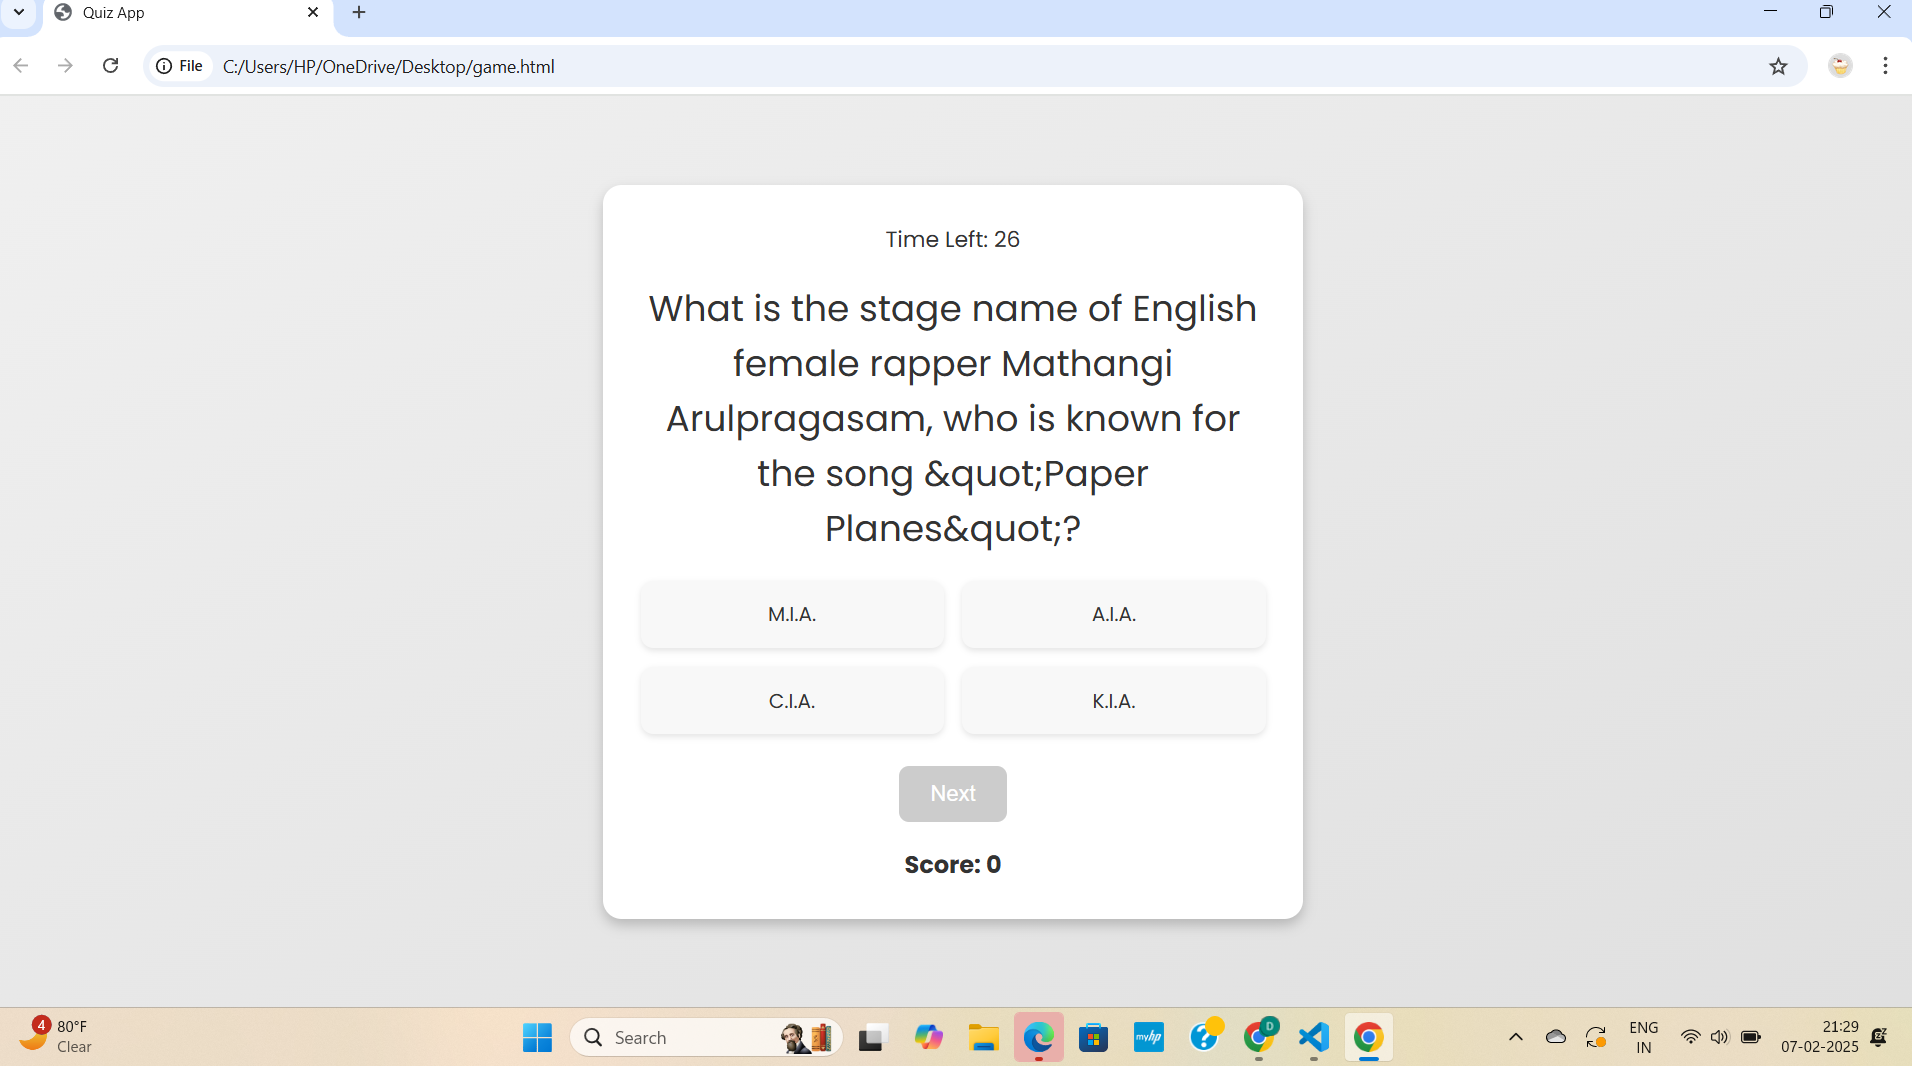 Quiz App
File
C:/Users/HP/OneDrive/Desktop/game.html
Time Left: 26
What is the stage name of English
female rapper Mathangi
Arulpragasam, who is known for
the song &quot;Paper
Planes&quot;?
M.I.A.
A.I.A.
C.I.A.
K.I.A.
Next
Score: 0
4
80°F
Clear
Search
myhp
D
ENG
IN
21:29
07-02-2025